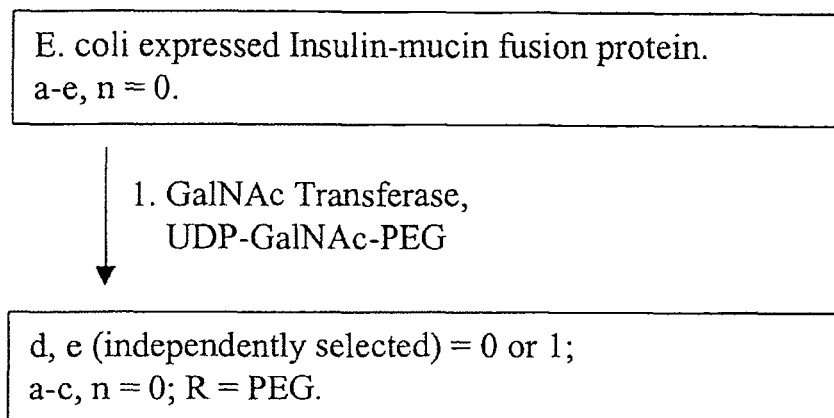 E. coli expressed Insulin-mucin fusion protein.
a-e, n = 0.
1. GalNAc Transferase,
UDP-GalNAc-PEG
d, e (independently selected) = 0 or 1;
a-c, n = 0; R = PEG.